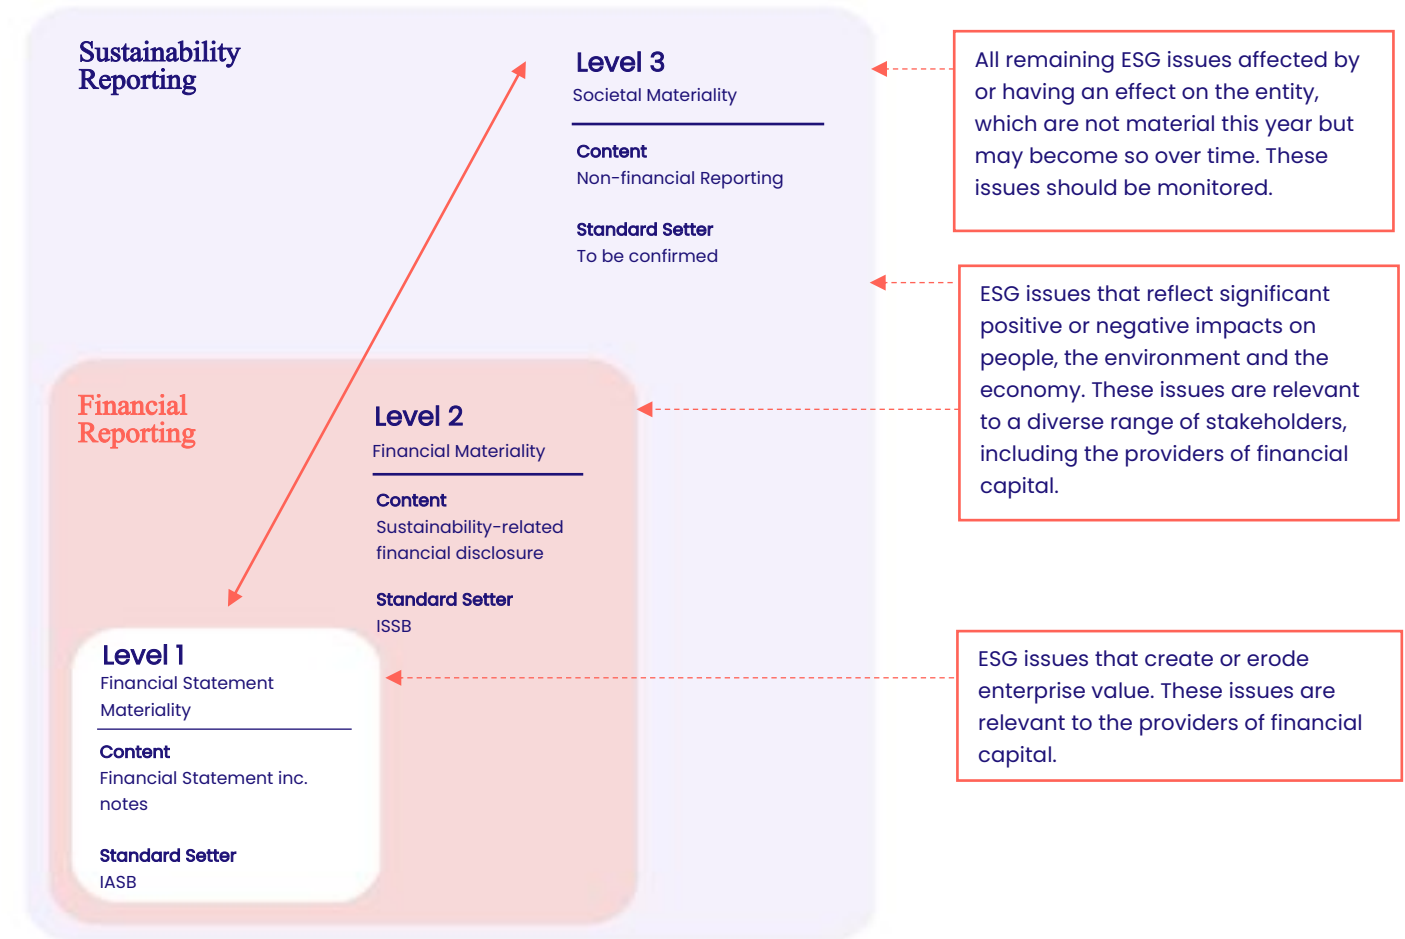 Sustainability
Reporting
Level 3
Societal Materiality
Content
Non-financial Reporting
Standard Setter
To be confirmed
All remaining ESG issues affected by
or having an effect on the entity,
which are not material this year but
may become so over time. These
issues should be monitored.
ESG issues that reflect significant
positive or negative impacts on
people, the environment and the
economy. These issues are relevant
to a diverse range of stakeholders,
including the providers of financial
capital.
Financial
Reporting
Level 2
Financial Materiality
Content
Sustainability-related
financial disclosure
Standard Setter
ISSB
Level 1
Financial Statement
Materiality
Content
Financial Statement inc.
notes
Standard Setter
IASB
ESG issues that create or erode
enterprise value. These issues are
relevant to the providers of financial
capital.